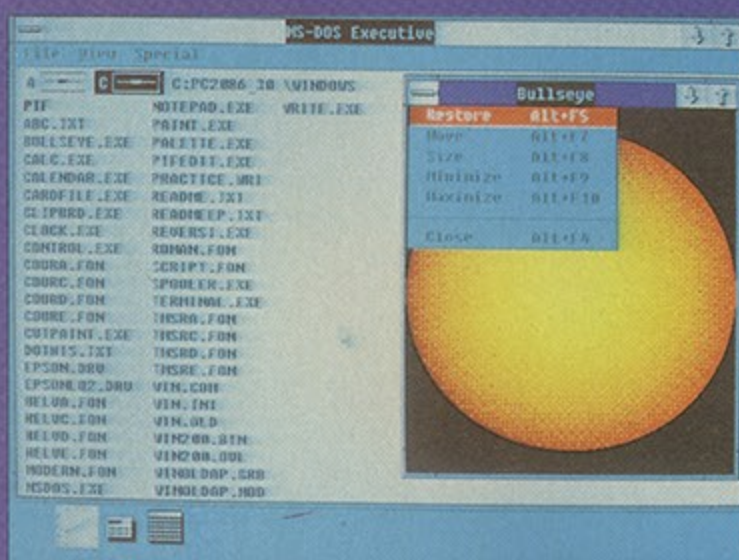 MS-DOS Executive
File View Special
A C C:PC2086_30 \WINDOWS
PIF NOTEPAD.EXE WRITE.EXE
ABC.TXT PAINT.EXE
BULLSEYE.EXE PALETTE.EXE
CALC.EXE PIFEDIT.EXE
CALENDAR.EXE PRACTICE.WRI
CARDFILE.EXE README.TXT
CLIPBRD.EXE READMEEP.TXT
CLOCK.EXE REVERSI.EXE
CONTROL.EXE ROMAN.FON
COURA.FON SCRIPT.FON
COURC.FON SPOOLER.EXE
COURD.FON TERMINAL.EXE
COURE.FON TMSRA.FON
CUTPAINT.EXE TMSRC.FON
DOTHIS.TXT TMSRD.FON
EPSON.DRV TMSRE.FON
EPSONLQ2.DRV WIN.COM
HELVA.FON WIN.INI
HELVC.FON WIN.OLD
HELVD.FON WIN200.BIN
HELVE.FON WIN200.OVL
MODERN.FON WINOLDAP.GRB
MSDOS.EXE WINOLDAP.MOD
Bullseye
Restore Alt+F5
Move Alt+F7
Size Alt+F8
Minimize Alt+F9
Maximize Alt+F10
Close Alt+F4